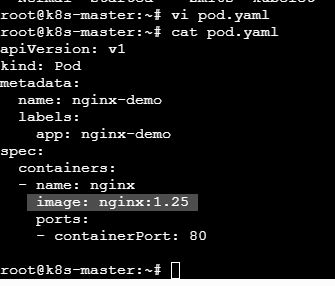 root@k8s-master:~# vi pod.yaml
root@k8s-master:~# cat pod.yaml
apiVersion: v1
kind: Pod
metadata:
  name: nginx-demo
  labels:
    app: nginx-demo
spec:
  containers:
  - name: nginx
    image: nginx:1.25
    ports:
    - containerPort: 80
root@k8s-master:~#